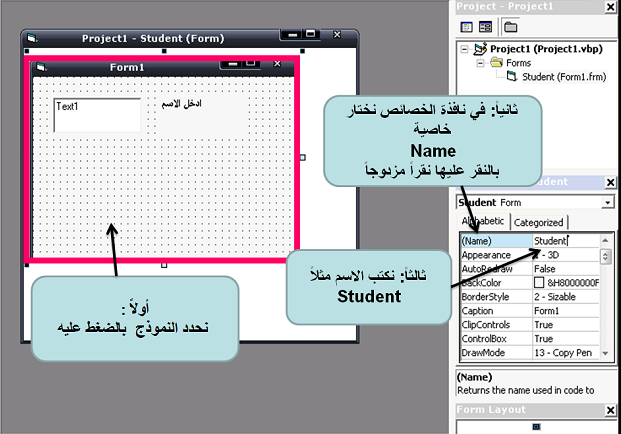 Project1 - Student (Form)
Form1
Text1
ادخل الاسم
أولاً :
نحدد النموذج بالضغط عليه
ثانياً: في نافذة الخصائص نختار
خاصية
Name
بالنقر عليها نقراً مزدوجاً
ثالثاً: نكتب الاسم مثلاً
Student
Project - Project1
Project1 (Project1.vbp)
Forms
Student (Form1.frm)
Student
Student Form
Alphabetic Categorized
(Name) Student
Appearance - 3D
AutoRedraw False
BackColor &H8000000F
BorderStyle 2 - Sizable
Caption Form1
ClipControls True
ControlBox True
DrawMode 13 - Copy Pen
(Name)
Returns the name used in code to
Form Layout